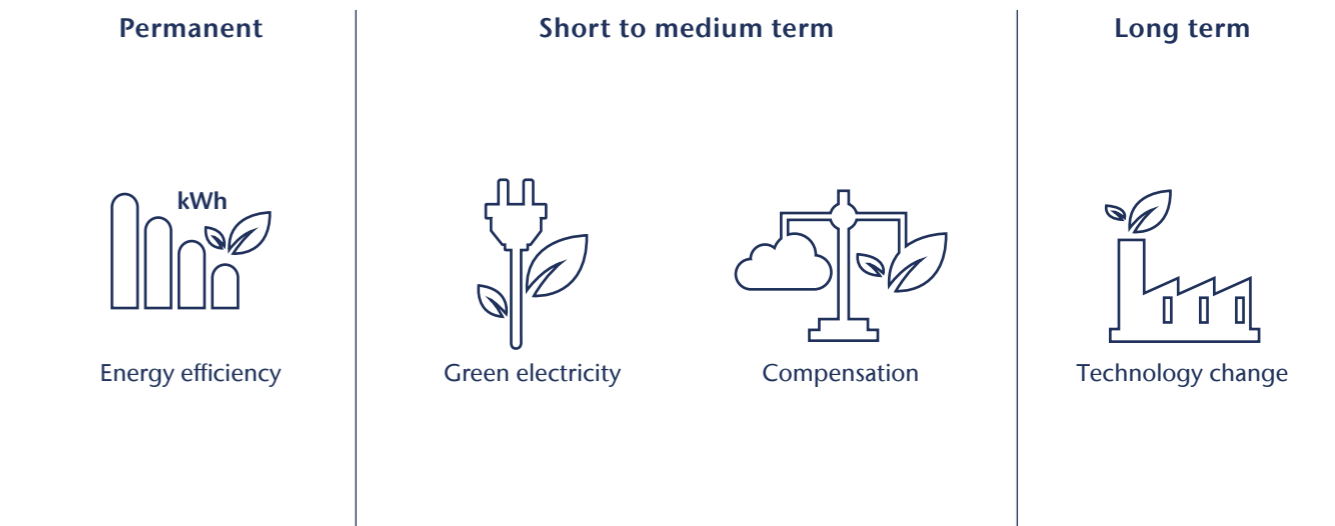 Permanent
Short to medium term
Long term
kWh
Energy efficiency
Green electricity
Compensation
Technology change